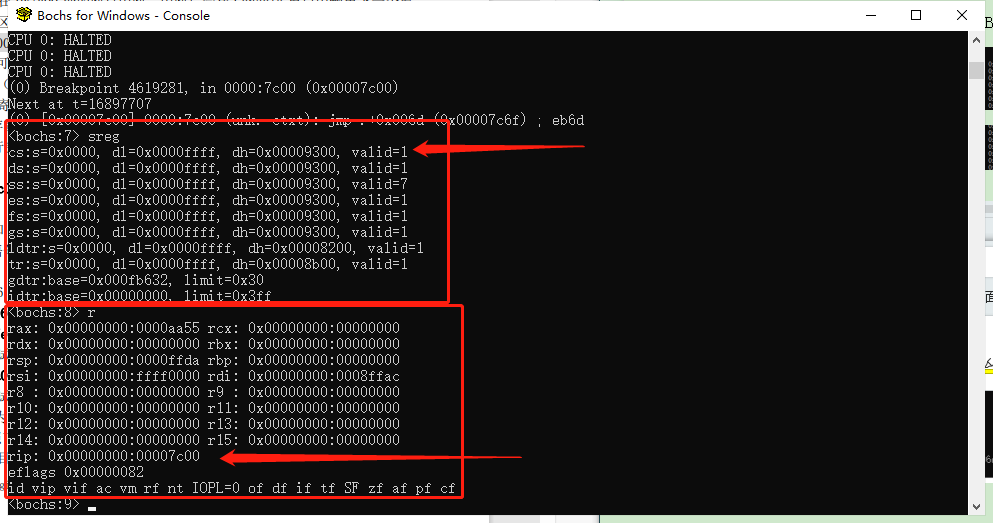 Bochs for Windows - Console
CPU 0: HALTED
CPU 0: HALTED
CPU 0: HALTED
(0) Breakpoint 4619281, in 0000:7c00 (0x00007c00)
Next at t=16897707
(0) [0x00007c00] 0000:7c00 (unk. ctxt): jmp .+0x006d (0x00007c6f) ; eb6d
<bochs:7> sreg
cs:s=0x0000, dl=0x0000ffff, dh=0x00009300, valid=1
ds:s=0x0000, dl=0x0000ffff, dh=0x00009300, valid=1
ss:s=0x0000, dl=0x0000ffff, dh=0x00009300, valid=7
es:s=0x0000, dl=0x0000ffff, dh=0x00009300, valid=1
fs:s=0x0000, dl=0x0000ffff, dh=0x00009300, valid=1
gs:s=0x0000, dl=0x0000ffff, dh=0x00009300, valid=1
ldtr:s=0x0000, dl=0x0000ffff, dh=0x00008200, valid=1
tr:s=0x0000, dl=0x0000ffff, dh=0x00008b00, valid=1
gdtr:base=0x000fb632, limit=0x30
idtr:base=0x00000000, limit=0x3ff
<bochs:8> r
rax: 0x00000000:0000aa55 rcx: 0x00000000:00000000
rdx: 0x00000000:00000000 rbx: 0x00000000:00000000
rsp: 0x00000000:0000ffda rbp: 0x00000000:00000000
rsi: 0x00000000:ffff0000 rdi: 0x00000000:0008ffac
r8 : 0x00000000:00000000 r9 : 0x00000000:00000000
r10: 0x00000000:00000000 r11: 0x00000000:00000000
r12: 0x00000000:00000000 r13: 0x00000000:00000000
r14: 0x00000000:00000000 r15: 0x00000000:00000000
rip: 0x00000000:00007c00
eflags 0x00000082
id vip vif ac vm rf nt IOPL=0 of df if tf SF zf af pf cf
<bochs:9>